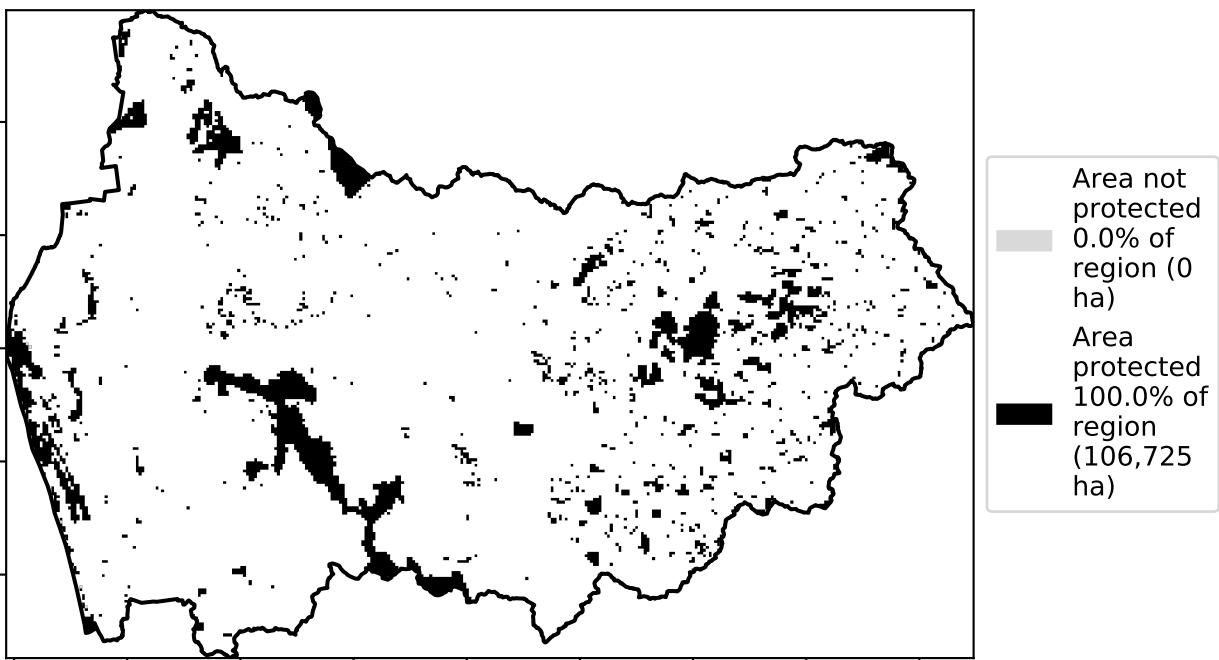 Area not
protected
0.0% of
region (0
ha)
Area
protected
100.0% of
region
(106,725
ha)